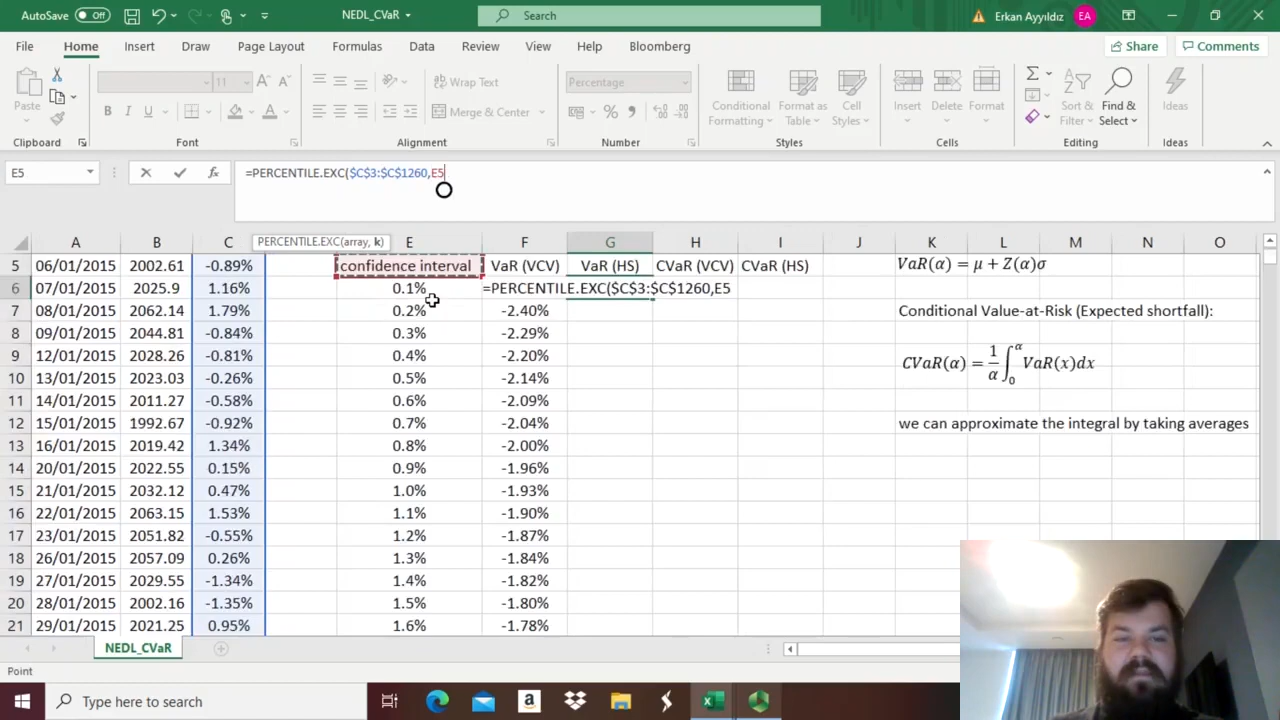 AutoSave Off NEDL_CVaR Search Erkan Ayyıldız EA
File Home Insert Draw Page Layout Formulas Data Review View Help Bloomberg Share Comments
Paste 11 Wrap Text Percentage Conditional Format as Cell Insert Delete Format Sort & Find & Ideas
B I U Merge & Center Formatting Table Styles Filter Select
Clipboard Font Alignment Number Styles Cells Editing Ideas
E5 fx =PERCENTILE.EXC($C$3:$C$1260,E5
PERCENTILE.EXC(array, k)
A B C E F G H I J K L M N O
5 06/01/2015 2002.61 -0.89% confidence interval VaR (VCV) VaR (HS) CVaR (VCV) CVaR (HS) VaR(α) = μ + Z(α)σ
6 07/01/2015 2025.9 1.16% 0.1% =PERCENTILE.EXC($C$3:$C$1260,E5
7 08/01/2015 2062.14 1.79% 0.2% -2.40% Conditional Value-at-Risk (Expected shortfall):
8 09/01/2015 2044.81 -0.84% 0.3% -2.29%
9 12/01/2015 2028.26 -0.81% 0.4% -2.20% CVaR(α) = 1/α ∫₀^α VaR(x)dx
10 13/01/2015 2023.03 -0.26% 0.5% -2.14%
11 14/01/2015 2011.27 -0.58% 0.6% -2.09%
12 15/01/2015 1992.67 -0.92% 0.7% -2.04% we can approximate the integral by taking averages
13 16/01/2015 2019.42 1.34% 0.8% -2.00%
14 20/01/2015 2022.55 0.15% 0.9% -1.96%
15 21/01/2015 2032.12 0.47% 1.0% -1.93%
16 22/01/2015 2063.15 1.53% 1.1% -1.90%
17 23/01/2015 2051.82 -0.55% 1.2% -1.87%
18 26/01/2015 2057.09 0.26% 1.3% -1.84%
19 27/01/2015 2029.55 -1.34% 1.4% -1.82%
20 28/01/2015 2002.16 -1.35% 1.5% -1.80%
21 29/01/2015 2021.25 0.95% 1.6% -1.78%
NEDL_CVaR
Point
Type here to search